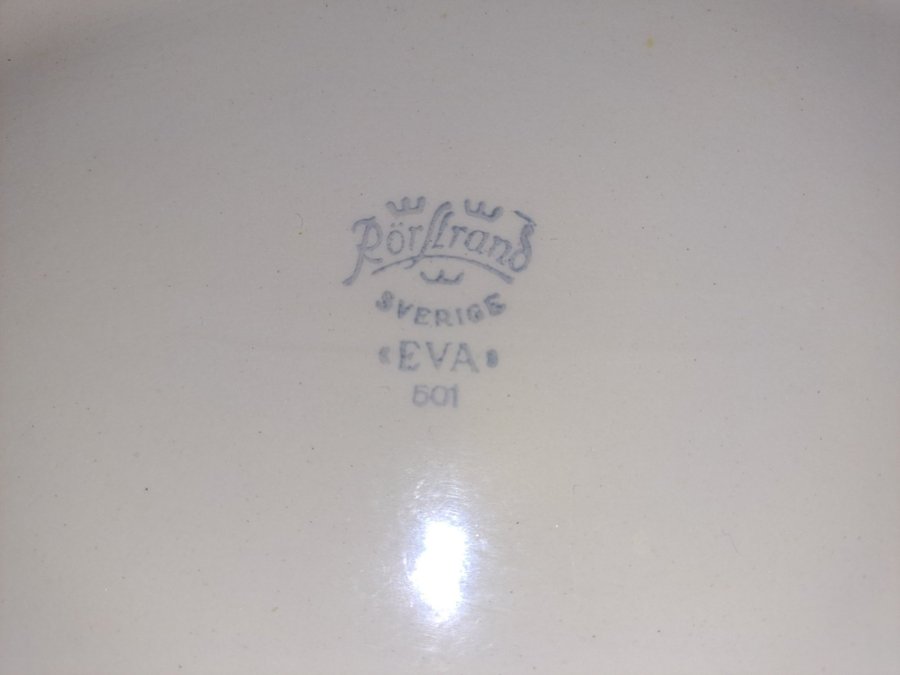 Rörstrand
SVERIGE
"EVA"
501